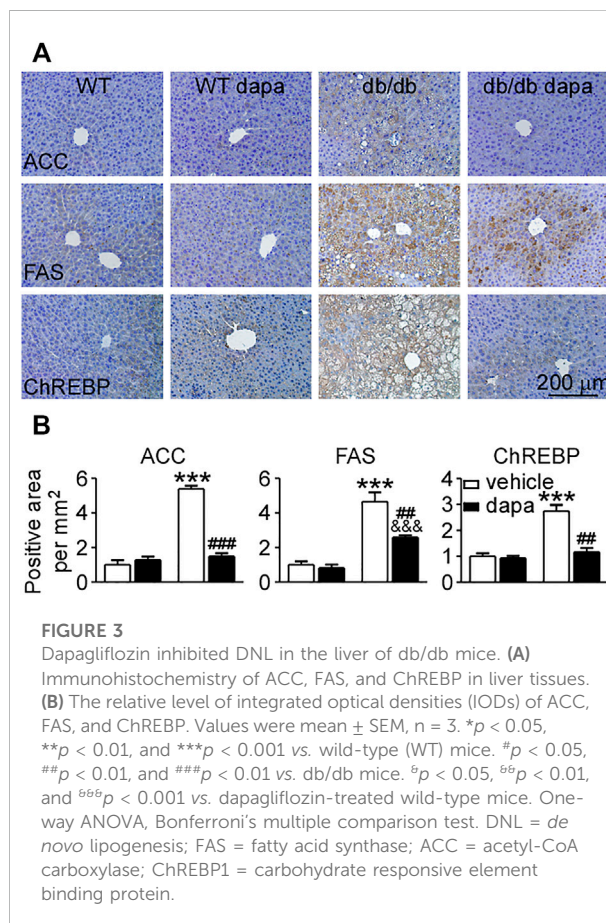 A
WT WT dapa db/db db/db dapa
ACC
FAS
ChREBP
200 µm
B
ACC FAS ChREBP
Positive area
per mm²
6
4
2
0
***
###
6
4
2
0
***
##
&&&
4
3
2
1
0
***
##
vehicle
dapa
FIGURE 3
Dapagliflozin inhibited DNL in the liver of db/db mice. (A)
Immunohistochemistry of ACC, FAS, and ChREBP in liver tissues.
(B) The relative level of integrated optical densities (IODs) of ACC,
FAS, and ChREBP. Values were mean ± SEM, n = 3. *p < 0.05,
**p < 0.01, and ***p < 0.001 vs. wild-type (WT) mice. #p < 0.05,
##p < 0.01, and ###p < 0.01 vs. db/db mice. &p < 0.05, &&p < 0.01,
and &&&p < 0.001 vs. dapagliflozin-treated wild-type mice. One-
way ANOVA, Bonferroni's multiple comparison test. DNL = de
novo lipogenesis; FAS = fatty acid synthase; ACC = acetyl-CoA
carboxylase; ChREBP1 = carbohydrate responsive element
binding protein.